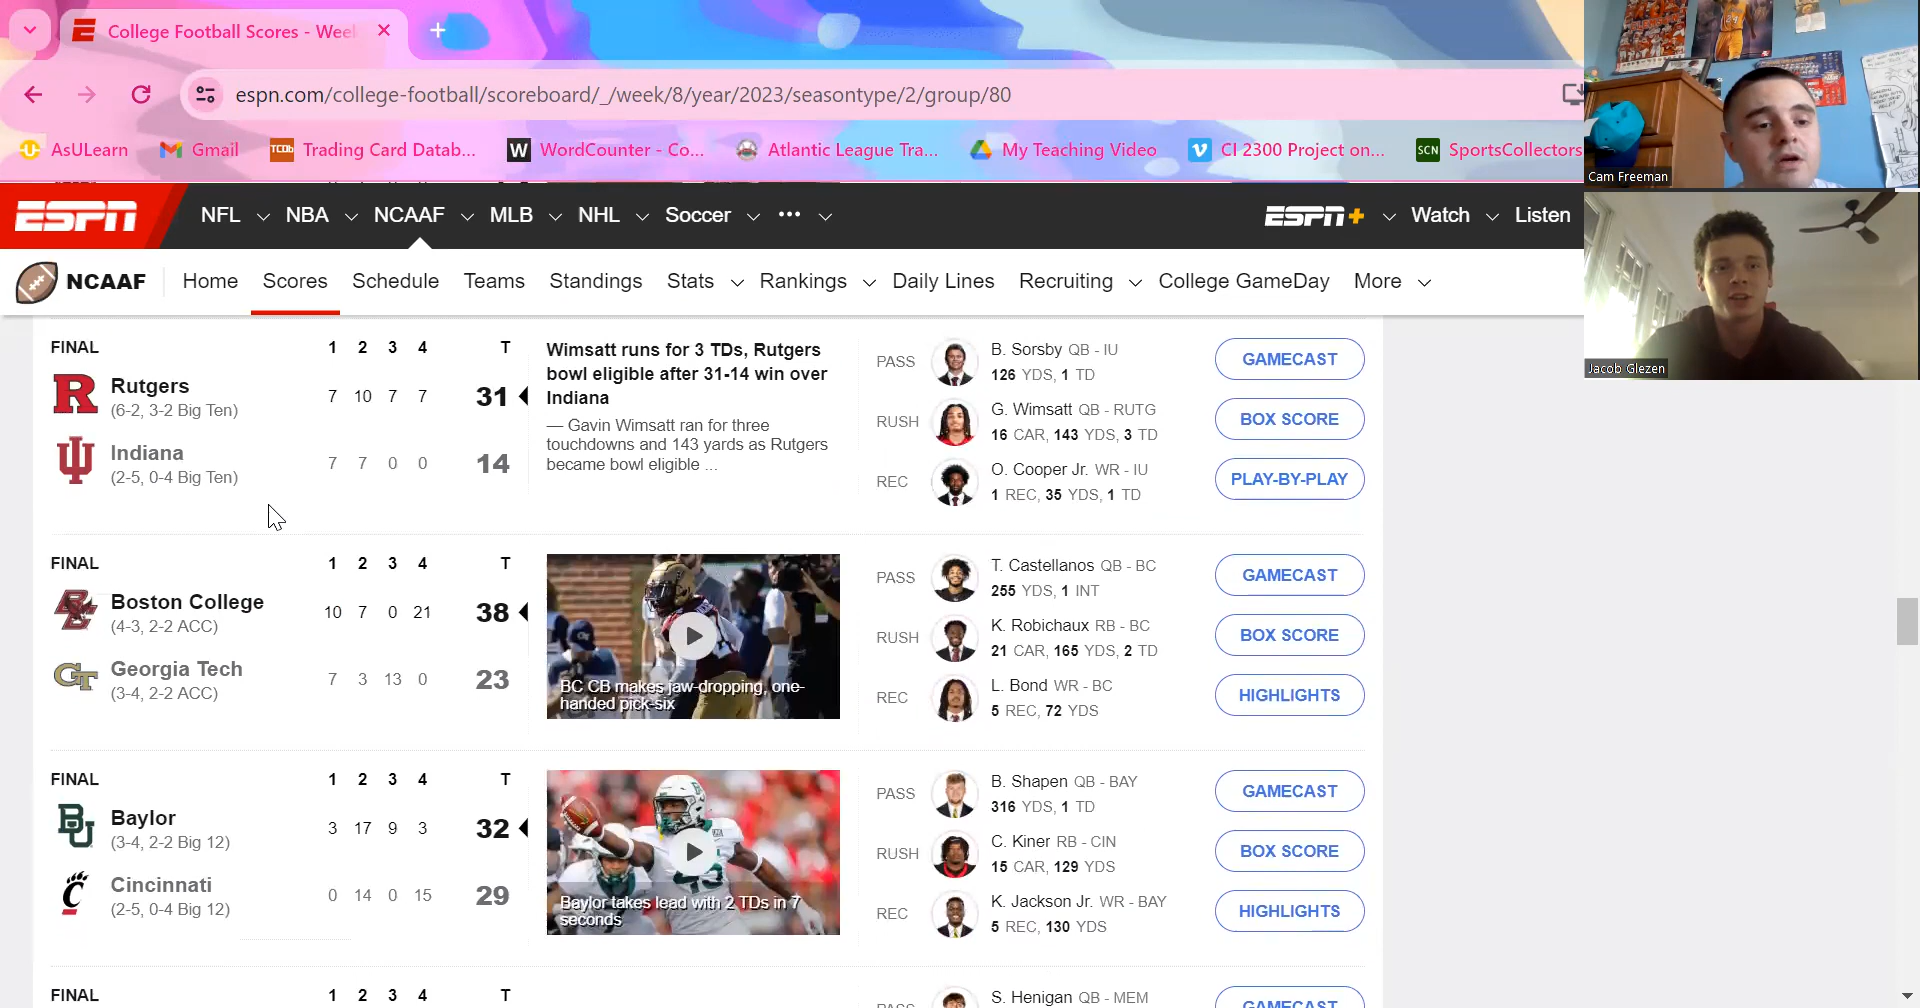 College Football Scores - Week
espn.com/college-football/scoreboard/_/week/8/year/2023/seasontype/2/group/80
AsULearn
Gmail
TCDb
Trading Card Datab...
W
WordCounter - Co...
Atlantic League Tra...
My Teaching Video
CI 2300 Project on...
SCN
SportsCollectors
Cam Freeman
Jacob Glezen
ESPN
NFL
NBA
NCAAF
MLB
NHL
Soccer
•••
ESPN+
Watch
Listen
NCAAF
Home
Scores
Schedule
Teams
Standings
Stats
Rankings
Daily Lines
Recruiting
College GameDay
More
FINAL 1 2 3 4 T
Rutgers 7 10 7 7 31
(6-2, 3-2 Big Ten)
Indiana 7 7 0 0 14
(2-5, 0-4 Big Ten)
Wimsatt runs for 3 TDs, Rutgers
bowl eligible after 31-14 win over
Indiana
— Gavin Wimsatt ran for three
touchdowns and 143 yards as Rutgers
became bowl eligible ...
PASS
B. Sorsby QB - IU
126 YDS, 1 TD
RUSH
G. Wimsatt QB - RUTG
16 CAR, 143 YDS, 3 TD
REC
O. Cooper Jr. WR - IU
1 REC, 35 YDS, 1 TD
GAMECAST
BOX SCORE
PLAY-BY-PLAY
FINAL 1 2 3 4 T
Boston College 10 7 0 21 38
(4-3, 2-2 ACC)
Georgia Tech 7 3 13 0 23
(3-4, 2-2 ACC)
BC CB makes jaw-dropping, one-
handed pick-six
PASS
T. Castellanos QB - BC
255 YDS, 1 INT
RUSH
K. Robichaux RB - BC
21 CAR, 165 YDS, 2 TD
REC
L. Bond WR - BC
5 REC, 72 YDS
GAMECAST
BOX SCORE
HIGHLIGHTS
FINAL 1 2 3 4 T
Baylor 3 17 9 3 32
(3-4, 2-2 Big 12)
Cincinnati 0 14 0 15 29
(2-5, 0-4 Big 12)
Baylor takes lead with 2 TDs in 7
seconds
PASS
B. Shapen QB - BAY
316 YDS, 1 TD
RUSH
C. Kiner RB - CIN
15 CAR, 129 YDS
REC
K. Jackson Jr. WR - BAY
5 REC, 130 YDS
GAMECAST
BOX SCORE
HIGHLIGHTS
FINAL 1 2 3 4 T
PASS
S. Henigan QB - MEM
GAMECAST